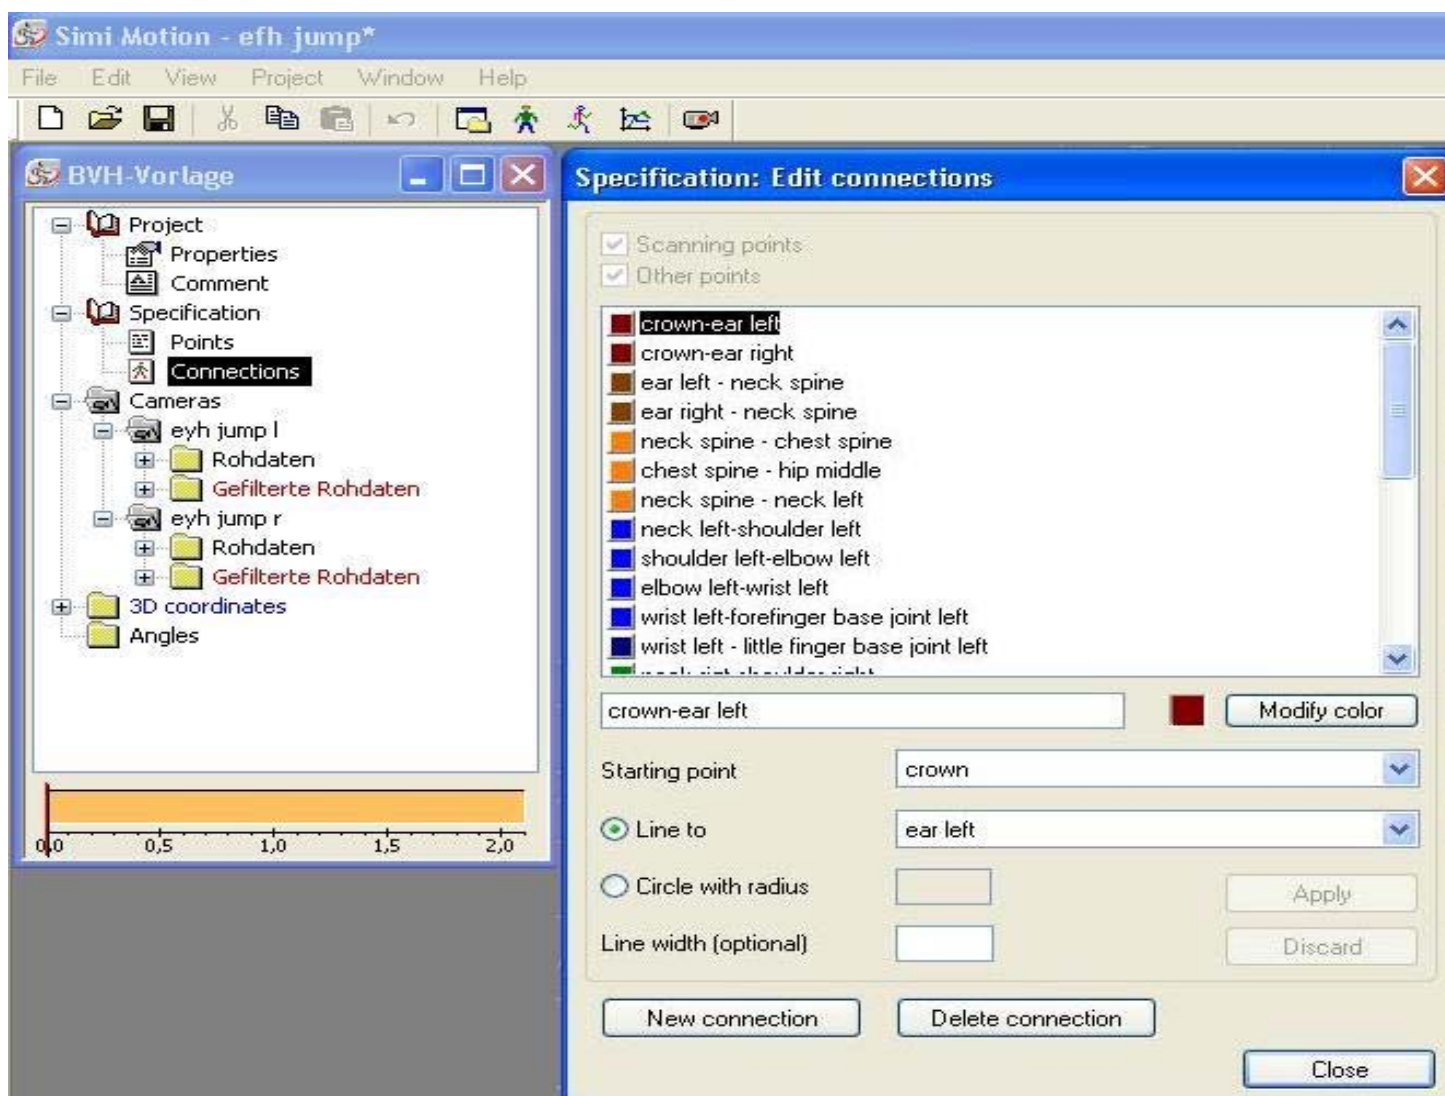 Simi Motion - efh jump*
File Edit View Project Window Help
BVH-Vorlage
Project
Properties
Comment
Specification
Points
Connections
Cameras
eyh jump l
Rohdaten
Gefilterte Rohdaten
eyh jump r
Rohdaten
Gefilterte Rohdaten
3D coordinates
Angles
0,0 0,5 1,0 1,5 2,0
Specification: Edit connections
Scanning points
Other points
crown-ear left
crown-ear right
ear left - neck spine
ear right - neck spine
neck spine - chest spine
chest spine - hip middle
neck spine - neck left
neck left-shoulder left
shoulder left-elbow left
elbow left-wrist left
wrist left-forefinger base joint left
wrist left - little finger base joint left
crown-ear left Modify color
Starting point crown
Line to ear left
Circle with radius Apply
Line width (optional) Discard
New connection Delete connection
Close